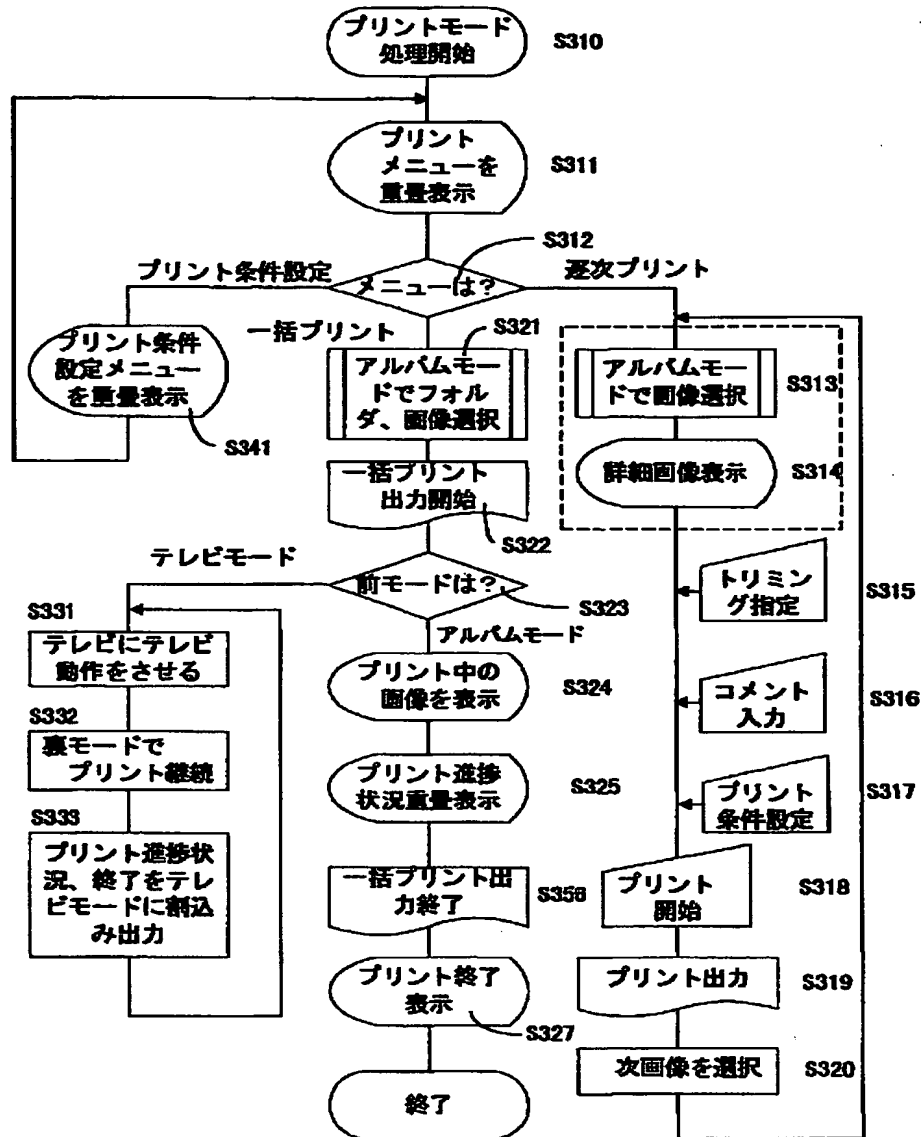 プリントモード
処理開始
S310
プリント
メニューを
重畳表示
S311
S312
プリント条件設定
メニューは?
逐次プリント
プリント条件
設定メニュー
を重畳表示
S341
一括プリント
S321
アルバムモー
ドでフォル
ダ、画像選択
アルバムモー
ドで画像選択
S313
詳細画像表示
S314
一括プリント
出力開始
S322
テレビモード
前モードは?
S323
アルバムモード
トリミン
グ指定
S315
S331
テレビにテレビ
動作をさせる
プリント中の
画像を表示
S324
コメント
入力
S316
S332
裏モードで
プリント継続
プリント進捗
状況重畳表示
S325
プリント
条件設定
S317
S333
プリント進捗状
況、終了をテレ
ビモードに割込
み出力
一括プリント出
力終了
S356
プリント
開始
S318
プリント終了
表示
S327
プリント出力
S319
次画像を選択
S320
終了